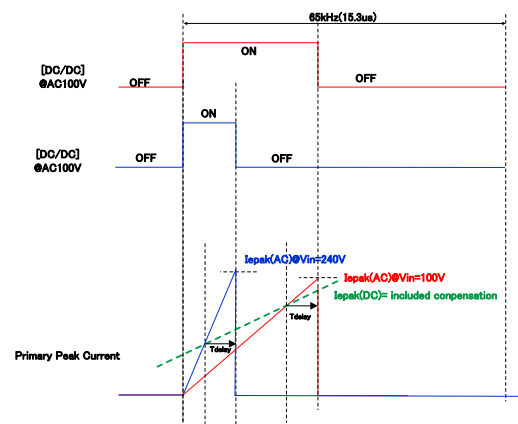 65kHz(15.3us)
[DC/DC]
@AC100V
OFF
ON
OFF
[DC/DC]
@AC100V
OFF
ON
OFF
Iepak(AC)@Vin=240V
Iepak(AC)@Vin=100V
Iepak(DC)= included conpensation
Tdelay
Tdelay
Primary Peak Current